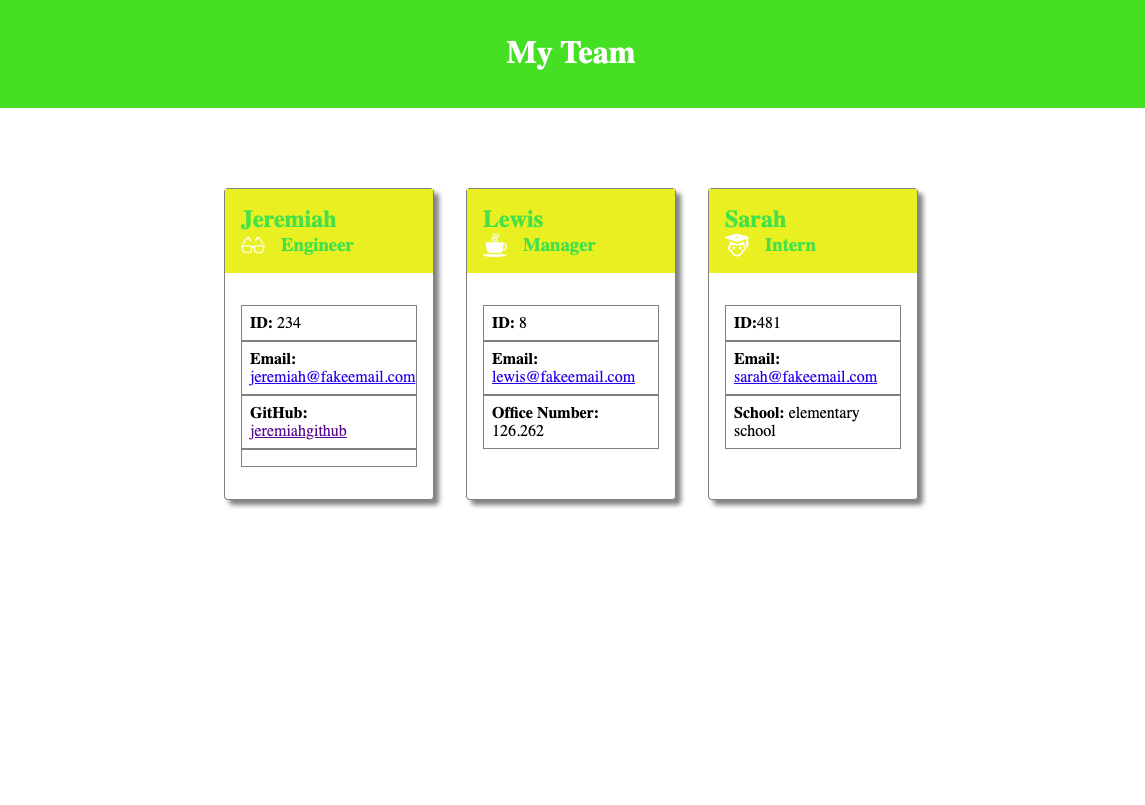 My Team
Jeremiah
Engineer
ID: 234
Email:
jeremiah@fakeemail.com
GitHub:
jeremiahgithub
Lewis
Manager
ID: 8
Email:
lewis@fakeemail.com
Office Number:
126.262
Sarah
Intern
ID:481
Email:
sarah@fakeemail.com
School: elementary
school